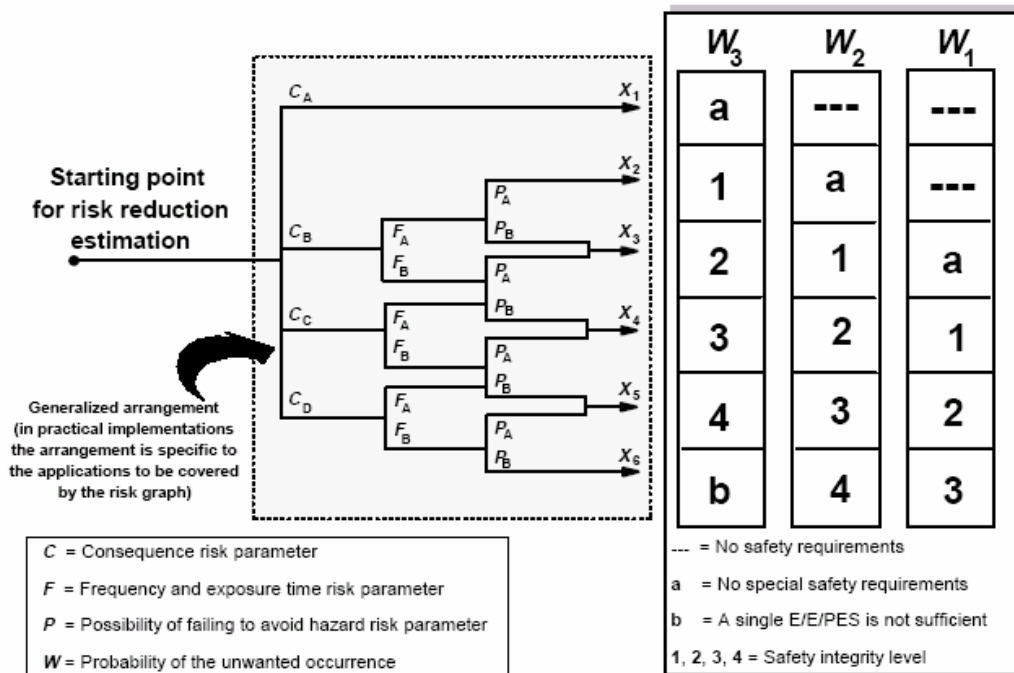 W3 W2 W1
CA X1 a --- ---
X2 1 a ---
Starting point
for risk reduction
estimation
PA
CB FA PB X3 2 1 a
FB PA
CC FA PB X4 3 2 1
FB PA
PB
CD FA X5 4 3 2
FB PA
PB X6 b 4 3
Generalized arrangement
(in practical implementations
the arrangement is specific to
the applications to be covered
by the risk graph)
C = Consequence risk parameter
F = Frequency and exposure time risk parameter
P = Possibility of failing to avoid hazard risk parameter
W = Probability of the unwanted occurrence
--- = No safety requirements
a = No special safety requirements
b = A single E/E/PES is not sufficient
1, 2, 3, 4 = Safety integrity level